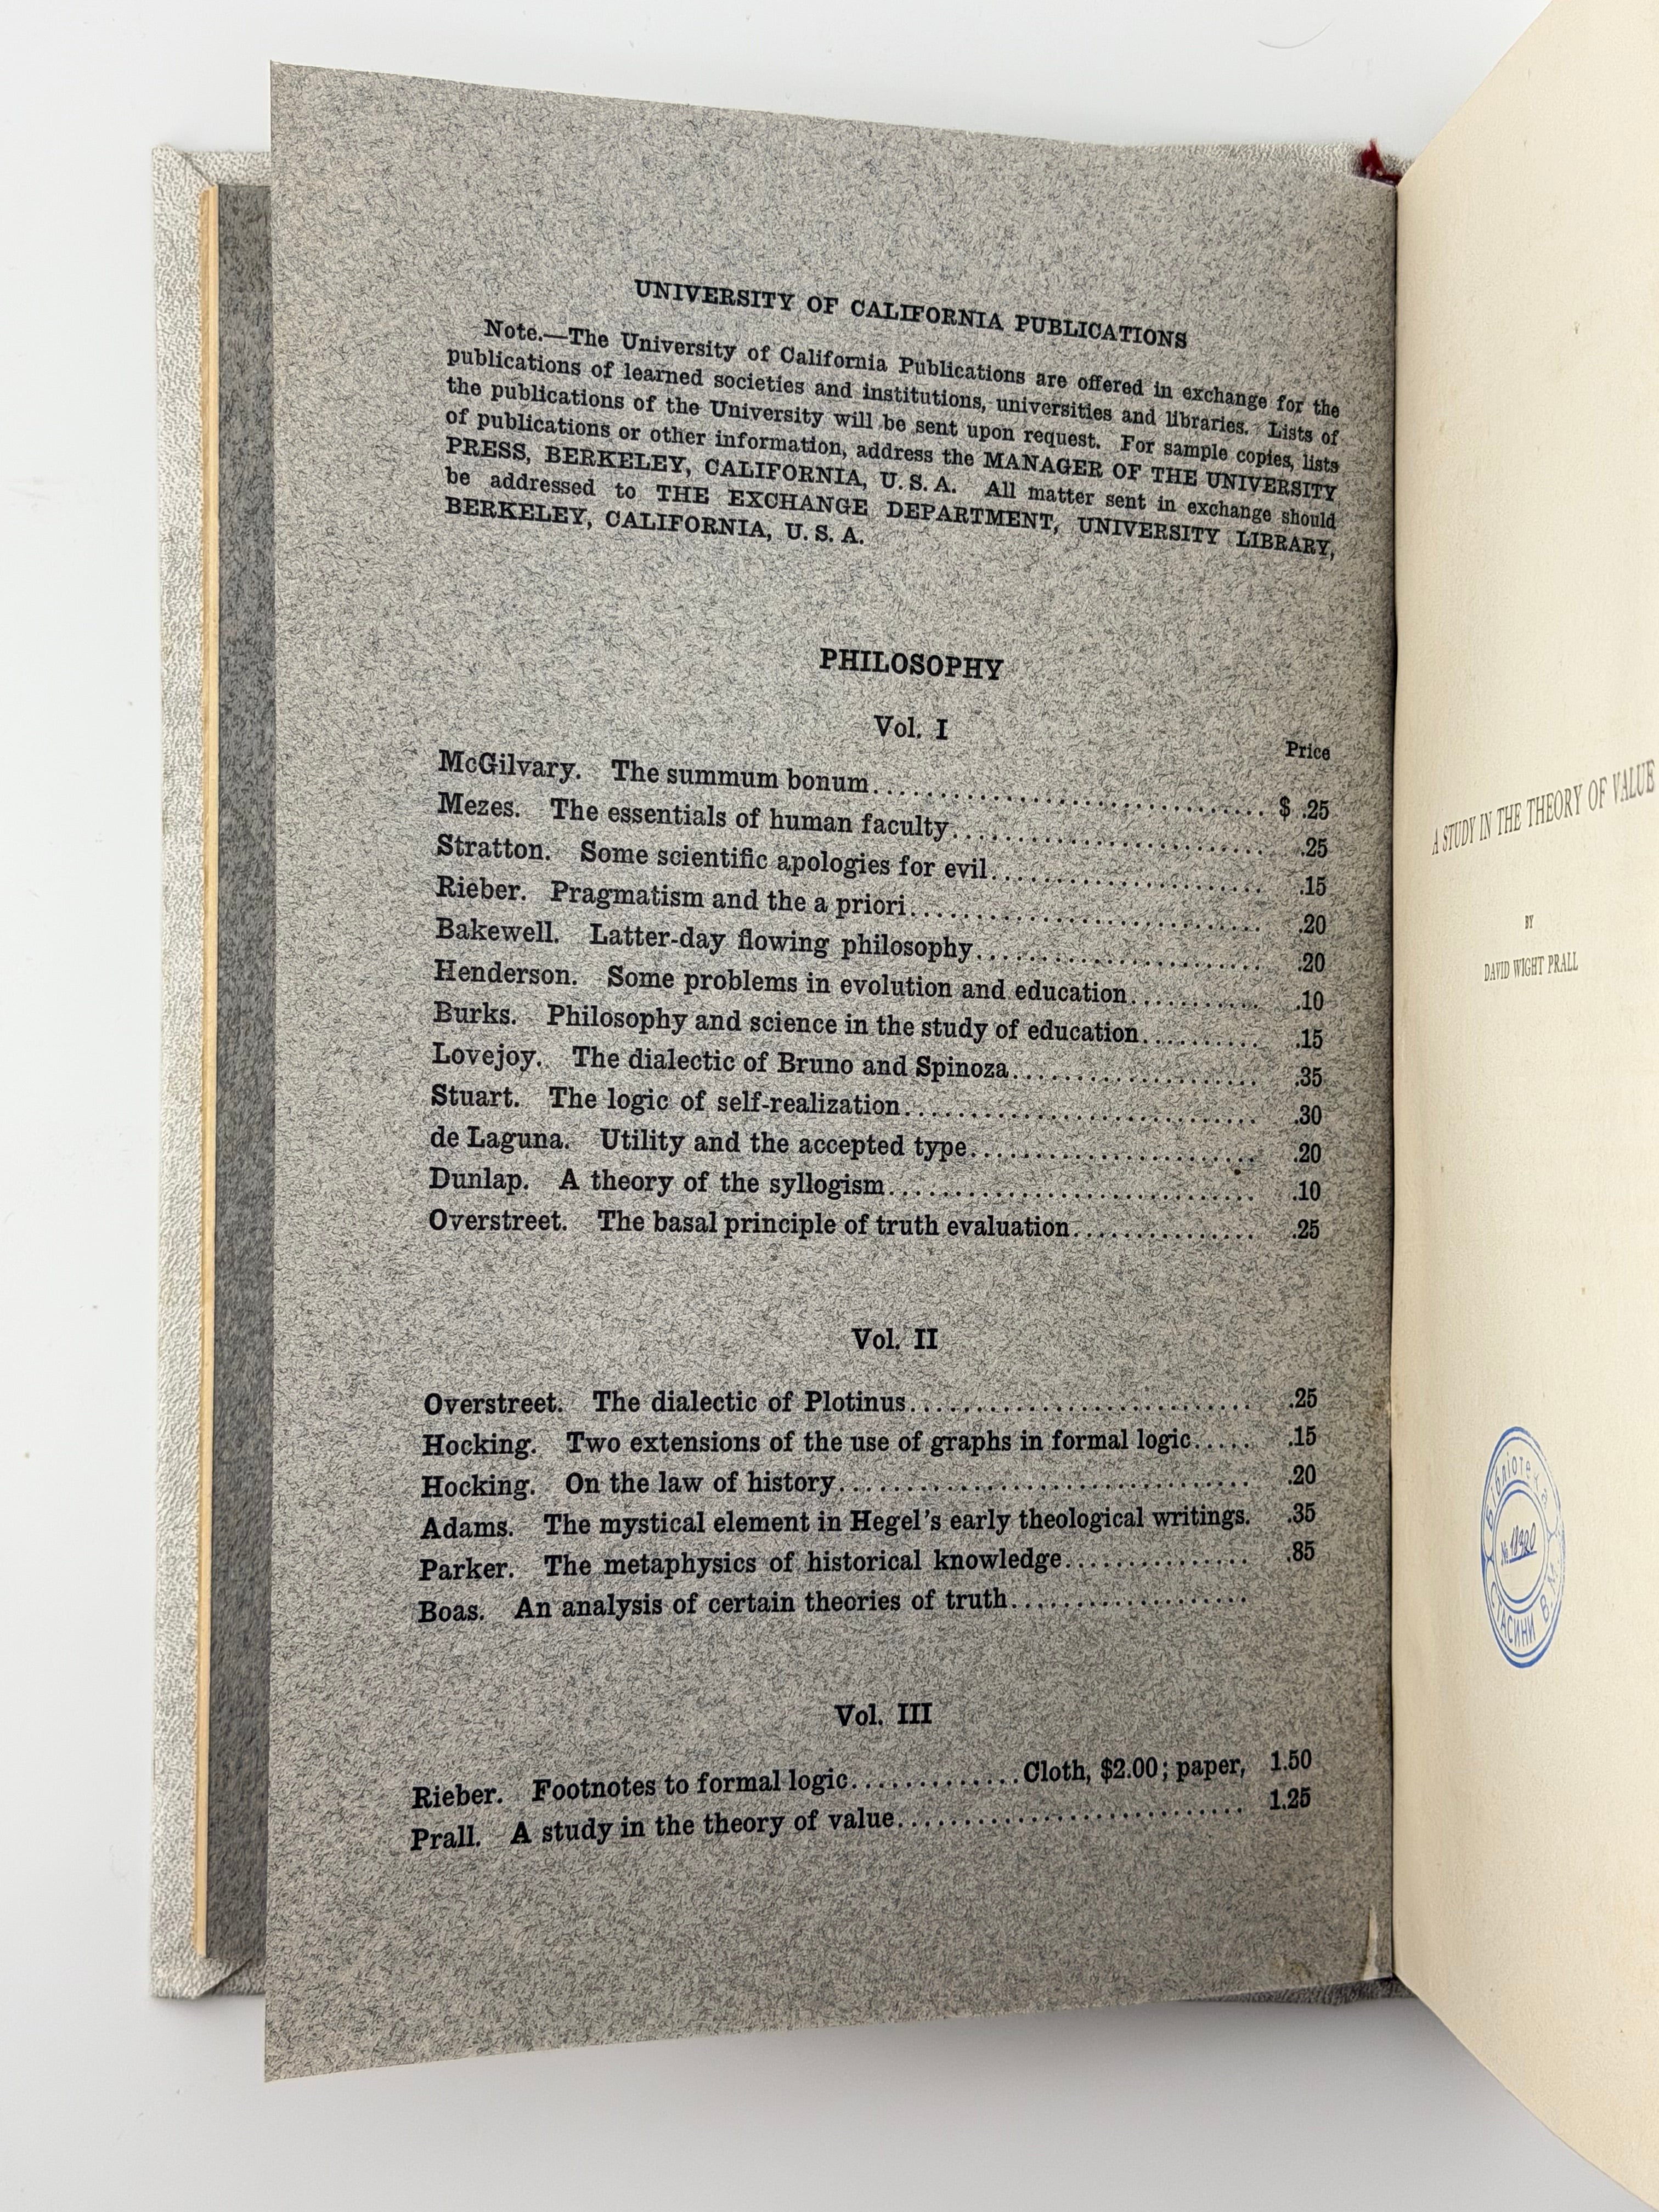 UNIVERSITY OF CALIFORNIA PUBLICATIONS
Note.—The University of California Publications are offered in exchange for the
publications of learned societies and institutions, universities and libraries. Lists of
the publications of the University will be sent upon request. For sample copies, lists
of publications or other information, address the MANAGER OF THE UNIVERSITY
PRESS, BERKELEY, CALIFORNIA, U. S. A. All matter sent in exchange should
be addressed to THE EXCHANGE DEPARTMENT, UNIVERSITY LIBRARY,
BERKELEY, CALIFORNIA, U. S. A.
PHILOSOPHY
Vol. I
Price
McGilvary. The summum bonum........................................ $ .25
Mezes. The essentials of human faculty................................ .25
Stratton. Some scientific apologies for evil........................... .15
Rieber. Pragmatism and the a priori................................... .20
Bakewell. Latter-day flowing philosophy............................ .20
Henderson. Some problems in evolution and education............ .10
Burks. Philosophy and science in the study of education.......... .15
Lovejoy. The dialectic of Bruno and Spinoza........................ .35
Stuart. The logic of self-realization.................................. .30
de Laguna. Utility and the accepted type............................ .20
Dunlap. A theory of the syllogism.................................... .10
Overstreet. The basal principle of truth evaluation................ .25
Vol. II
Overstreet. The dialectic of Plotinus............................... .25
Hocking. Two extensions of the use of graphs in formal logic..... .15
Hocking. On the law of history...................................... .20
Adams. The mystical element in Hegel's early theological writings. .35
Parker. The metaphysics of historical knowledge................ .85
Boas. An analysis of certain theories of truth....................
Vol. III
Rieber. Footnotes to formal logic.............Cloth, $2.00; paper, 1.50
Prall. A study in the theory of value................................ 1.25
A STUDY IN THE THEORY OF VALUE
BY
DAVID WIGHT PRALL
Бібліотека
№ 18920
СТАСИНИ В. М.